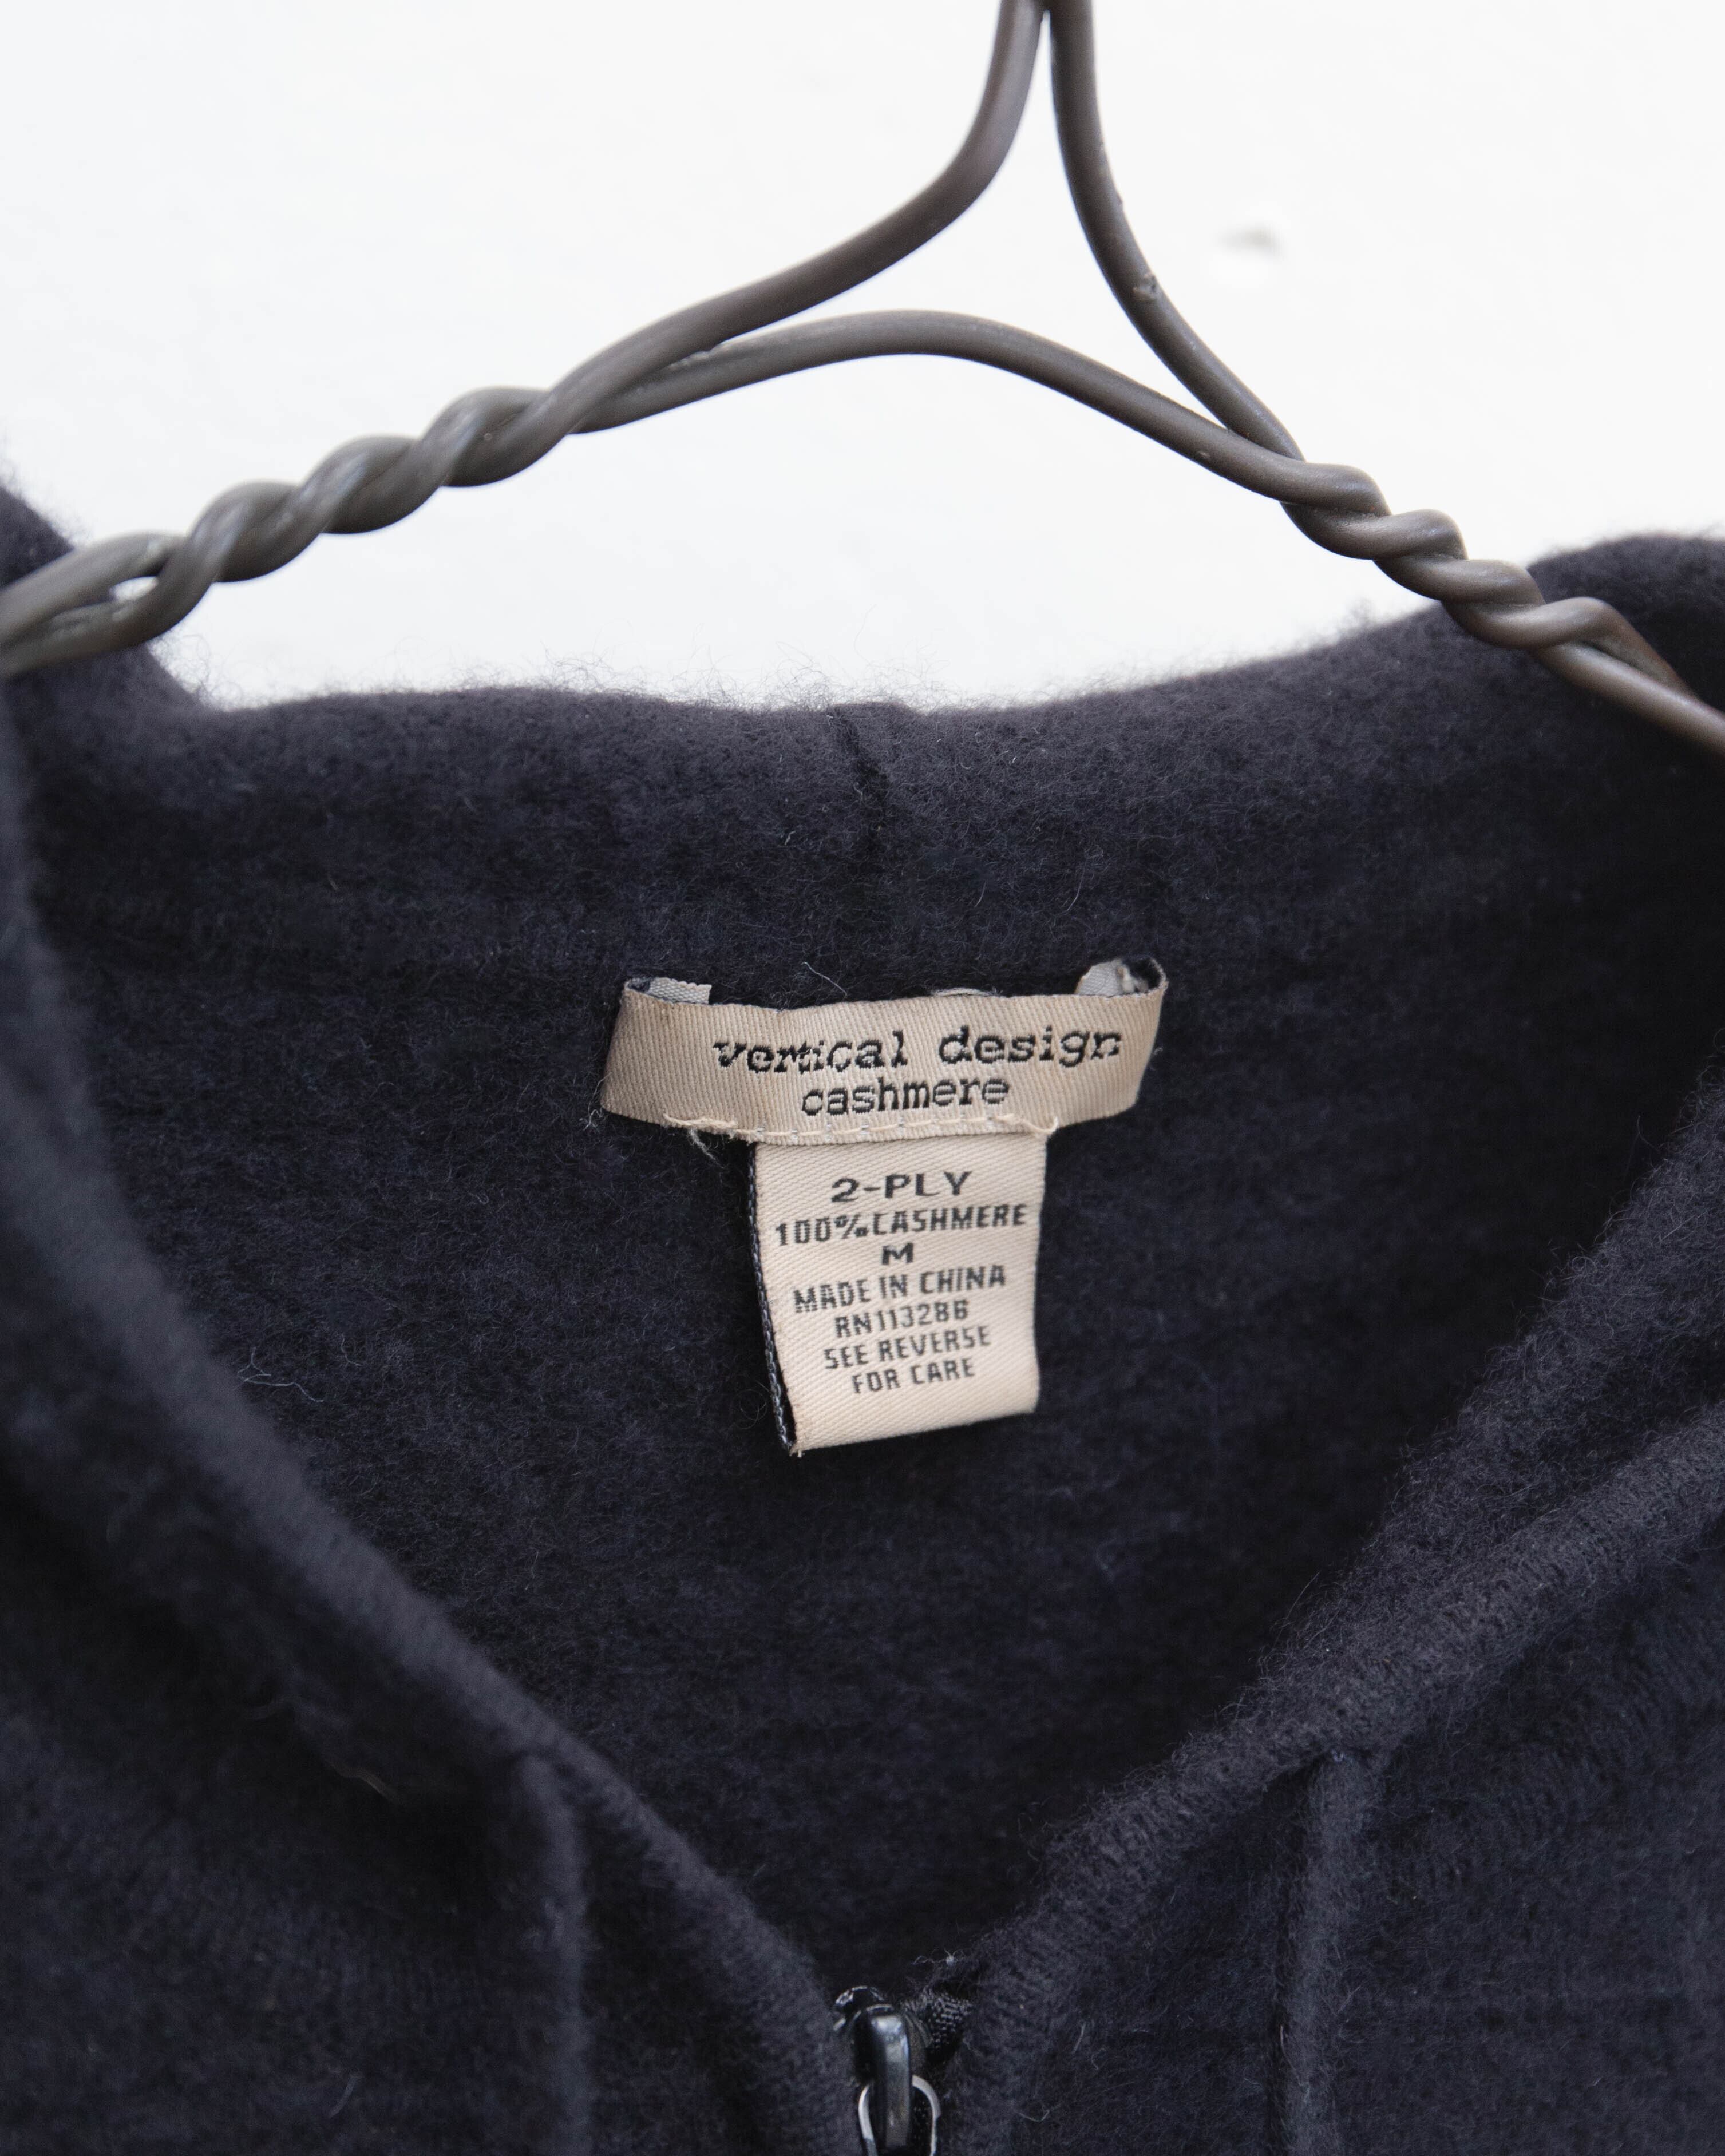 vertical design
cashmere
2-PLY
100%CASHMERE
M
MADE IN CHINA
RN113286
SEE REVERSE
FOR CARE